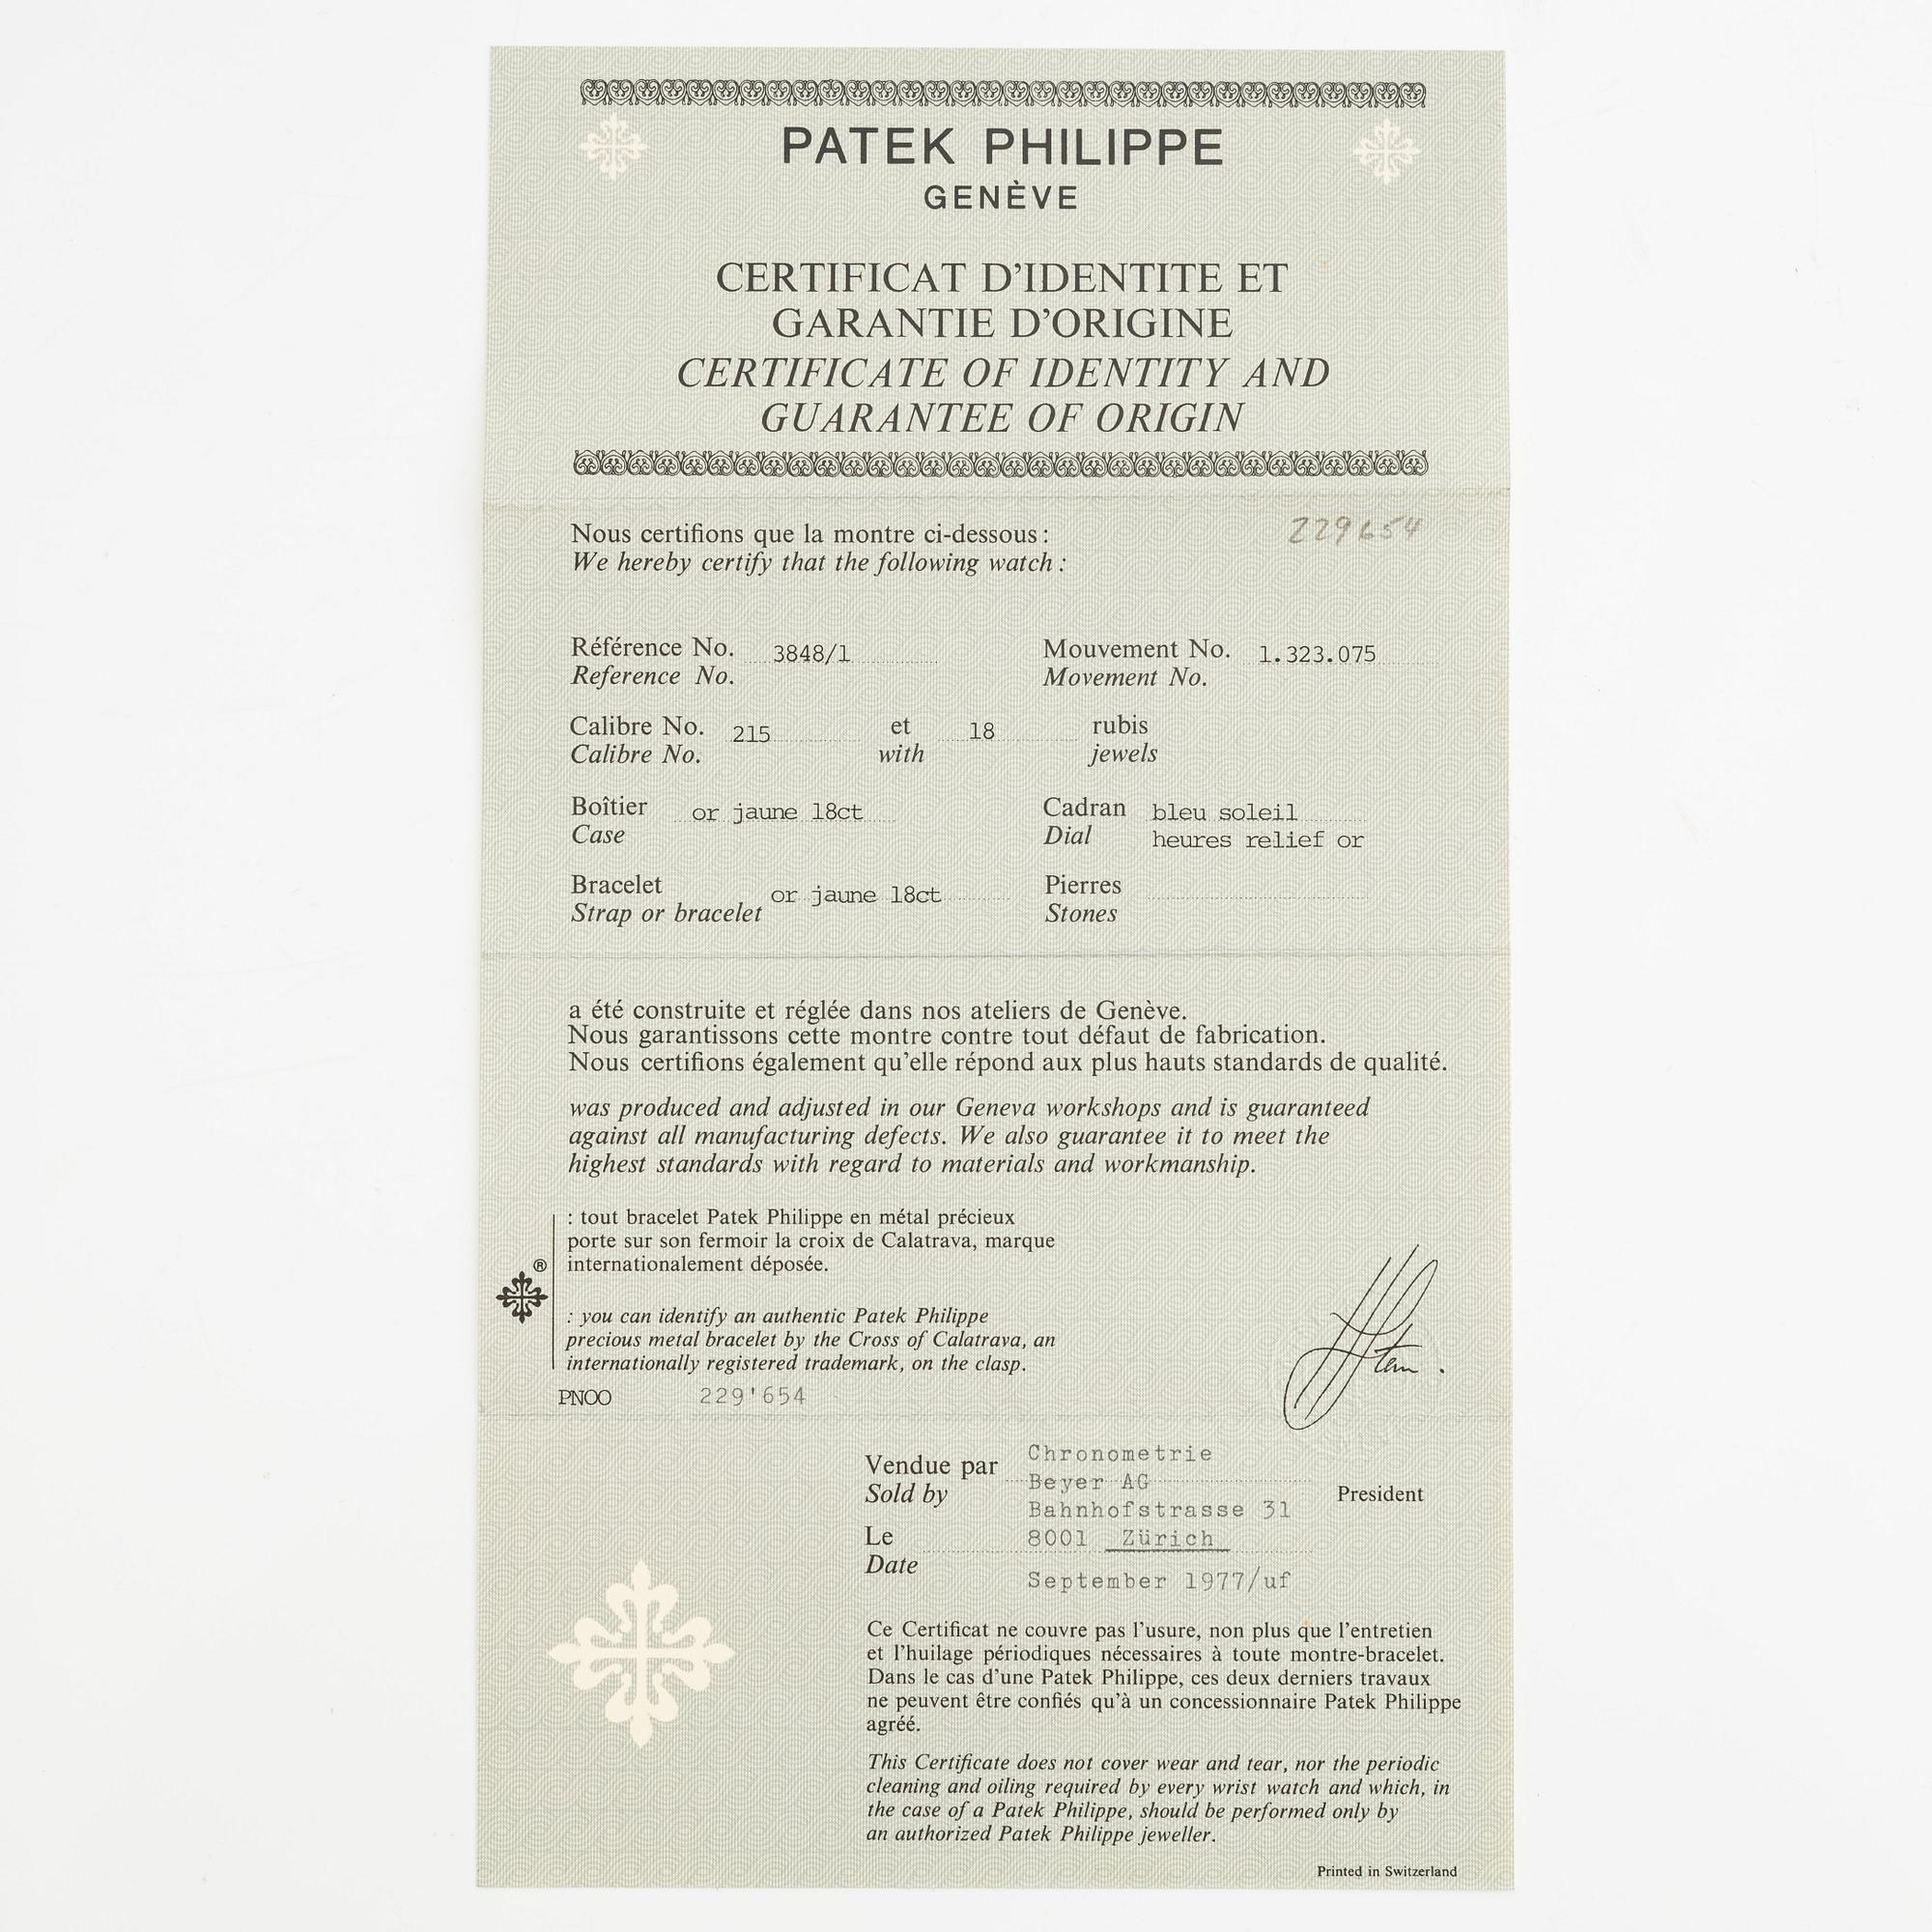 PATEK PHILIPPE
GENÈVE
CERTIFICAT D'IDENTITE ET
GARANTIE D'ORIGINE
CERTIFICATE OF IDENTITY AND
GUARANTEE OF ORIGIN
Nous certifions que la montre ci-dessous :
We hereby certify that the following watch :
229654
Référence No. 3848/1
Reference No.
Mouvement No. 1.323.075
Movement No.
Calibre No. 215 et 18 rubis
Calibre No. with jewels
Boîtier or jaune 18ct
Case
Cadran bleu soleil
Dial heures relief or
Bracelet or jaune 18ct
Strap or bracelet
Pierres
Stones
a été construite et réglée dans nos ateliers de Genève.
Nous garantissons cette montre contre tout défaut de fabrication.
Nous certifions également qu'elle répond aux plus hauts standards de qualité.
was produced and adjusted in our Geneva workshops and is guaranteed
against all manufacturing defects. We also guarantee it to meet the
highest standards with regard to materials and workmanship.
®
: tout bracelet Patek Philippe en métal précieux
porte sur son fermoir la croix de Calatrava, marque
internationalement déposée.
: you can identify an authentic Patek Philippe
precious metal bracelet by the Cross of Calatrava, an
internationally registered trademark, on the clasp.
PNOO 229'654
Stern.
President
Vendue par Chronometrie
Sold by Beyer AG
Bahnhofstrasse 31
Le 8001 Zürich
Date September 1977/uf
Ce Certificat ne couvre pas l'usure, non plus que l'entretien
et l'huilage périodiques nécessaires à toute montre-bracelet.
Dans le cas d'une Patek Philippe, ces deux derniers travaux
ne peuvent être confiés qu'à un concessionnaire Patek Philippe
agréé.
This Certificate does not cover wear and tear, nor the periodic
cleaning and oiling required by every wrist watch and which, in
the case of a Patek Philippe, should be performed only by
an authorized Patek Philippe jeweller.
Printed in Switzerland